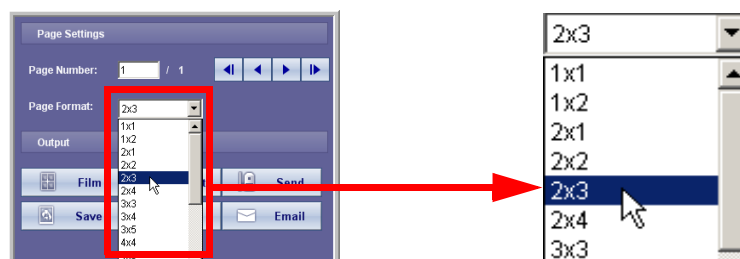 Page Settings
Page Number: 1 / 1
Page Format: 2x3
1x1
1x2
2x1
2x2
2x3
2x4
3x3
3x4
3x5
4x4
Output
Film
Send
Save
Email
2x3
1x1
1x2
2x1
2x2
2x3
2x4
3x3